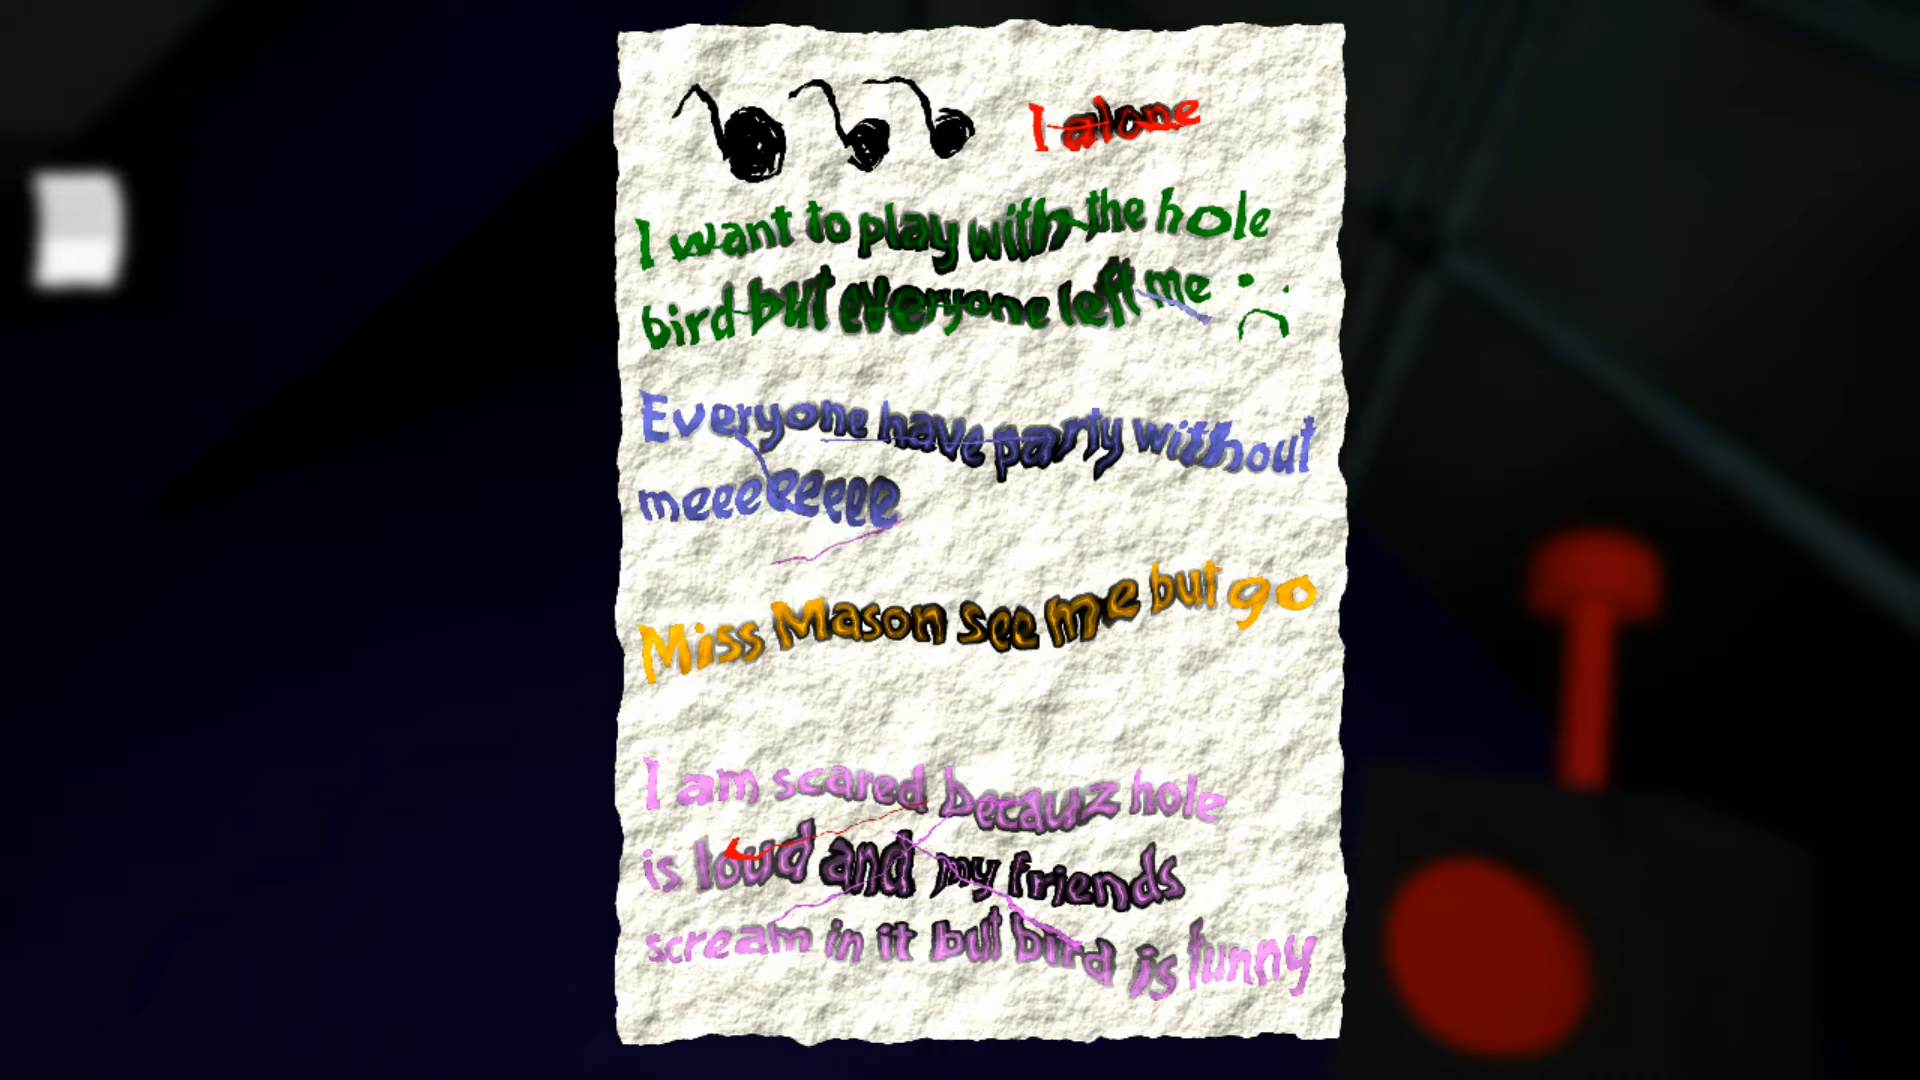 I alone
I want to play with the hole
bird but everyone left me :(
Everyone have party without
meeeeeeee
Miss Mason see me but go
I am scared becauz hole
is loud and my friends
scream in it but bird is funny